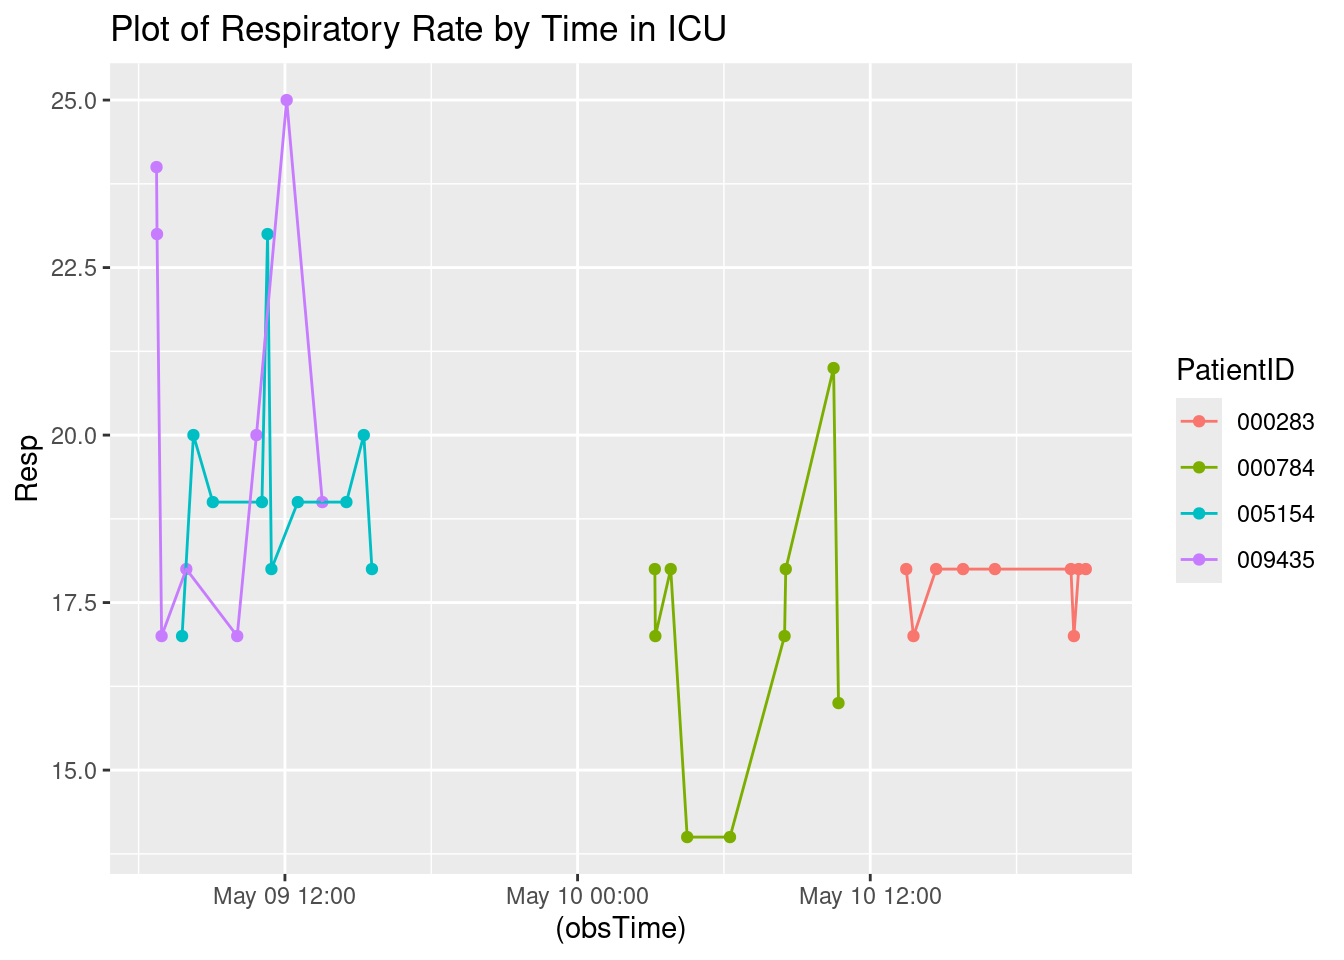 Plot of Respiratory Rate by Time in ICU
25.0
22.5
20.0
17.5
15.0
Resp
May 09 12:00
May 10 00:00
May 10 12:00
(obsTime)
PatientID
000283
000784
005154
009435